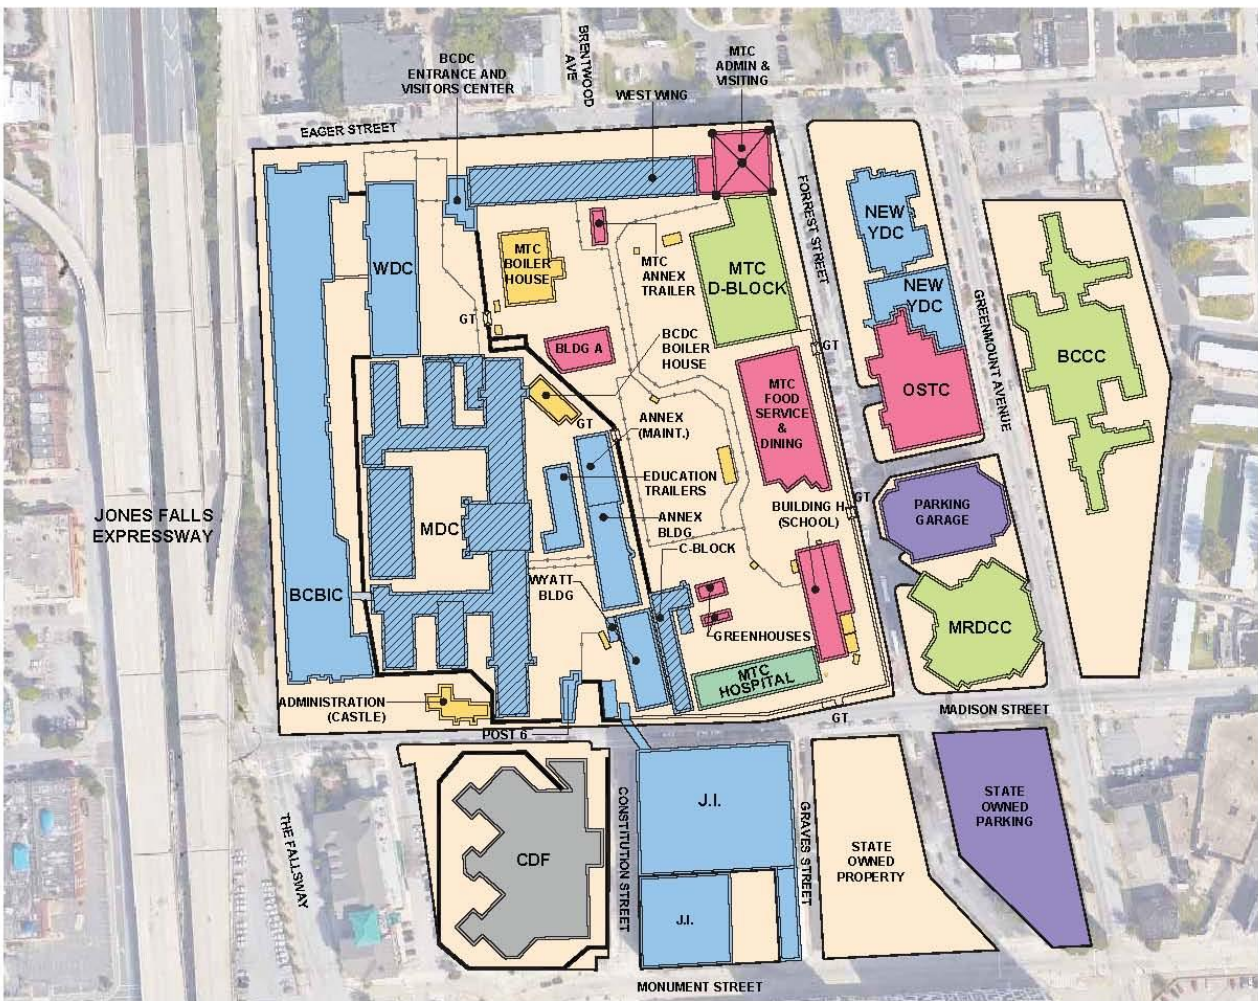 BCDC
ENTRANCE AND
VISITORS CENTER
BRENTWOOD
AVE
MTC
ADMIN &
VISITING
WEST WING
EAGER STREET
FORREST STREET
NEW
YDC
WDC
MTC
BOILER
HOUSE
MTC
ANNEX
TRAILER
MTC
D-BLOCK
NEW
YDC
GREENMOUNT AVENUE
GT
BLDG A
BCDC
BOILER
HOUSE
GT
BCCC
MTC
FOOD
SERVICE
&
DINING
OSTC
GT
ANNEX
(MAINT.)
EDUCATION
TRAILERS
JONES FALLS
EXPRESSWAY
MDC
ANNEX
BLDG
BUILDING H
(SCHOOL)
GT
PARKING
GARAGE
C-BLOCK
WYATT
BLDG
BCBIC
GREENHOUSES
MRDCC
MTC
HOSPITAL
ADMINISTRATION
(CASTLE)
GT
MADISON STREET
POST 6
THE FALLSWAY
CDF
CONSTITUTION STREET
J.I.
GRAVES STREET
STATE
OWNED
PROPERTY
STATE
OWNED
PARKING
J.I.
MONUMENT STREET